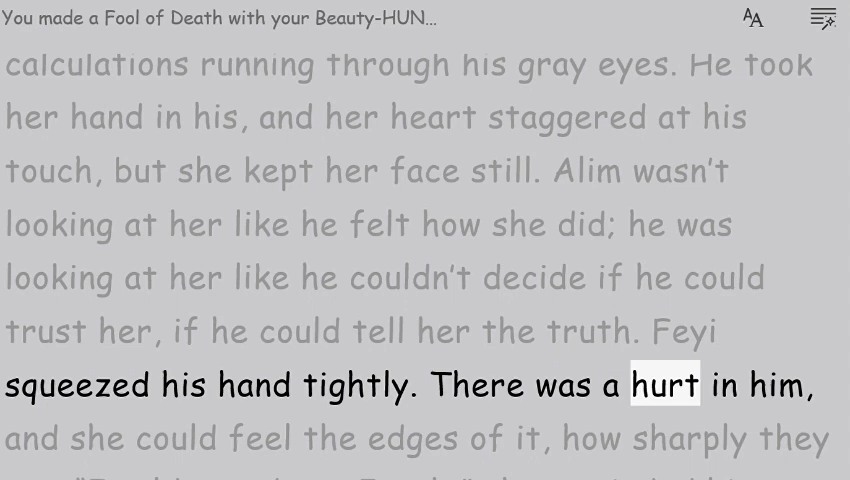 You made a Fool of Death with your Beauty-HUN...
calculations running through his gray eyes. He took
her hand in his, and her heart staggered at his
touch, but she kept her face still. Alim wasn't
looking at her like he felt how she did; he was
looking at her like he couldn't decide if he could
trust her, if he could tell her the truth. Feyi
squeezed his hand tightly. There was a hurt in him,
and she could feel the edges of it, how sharply they